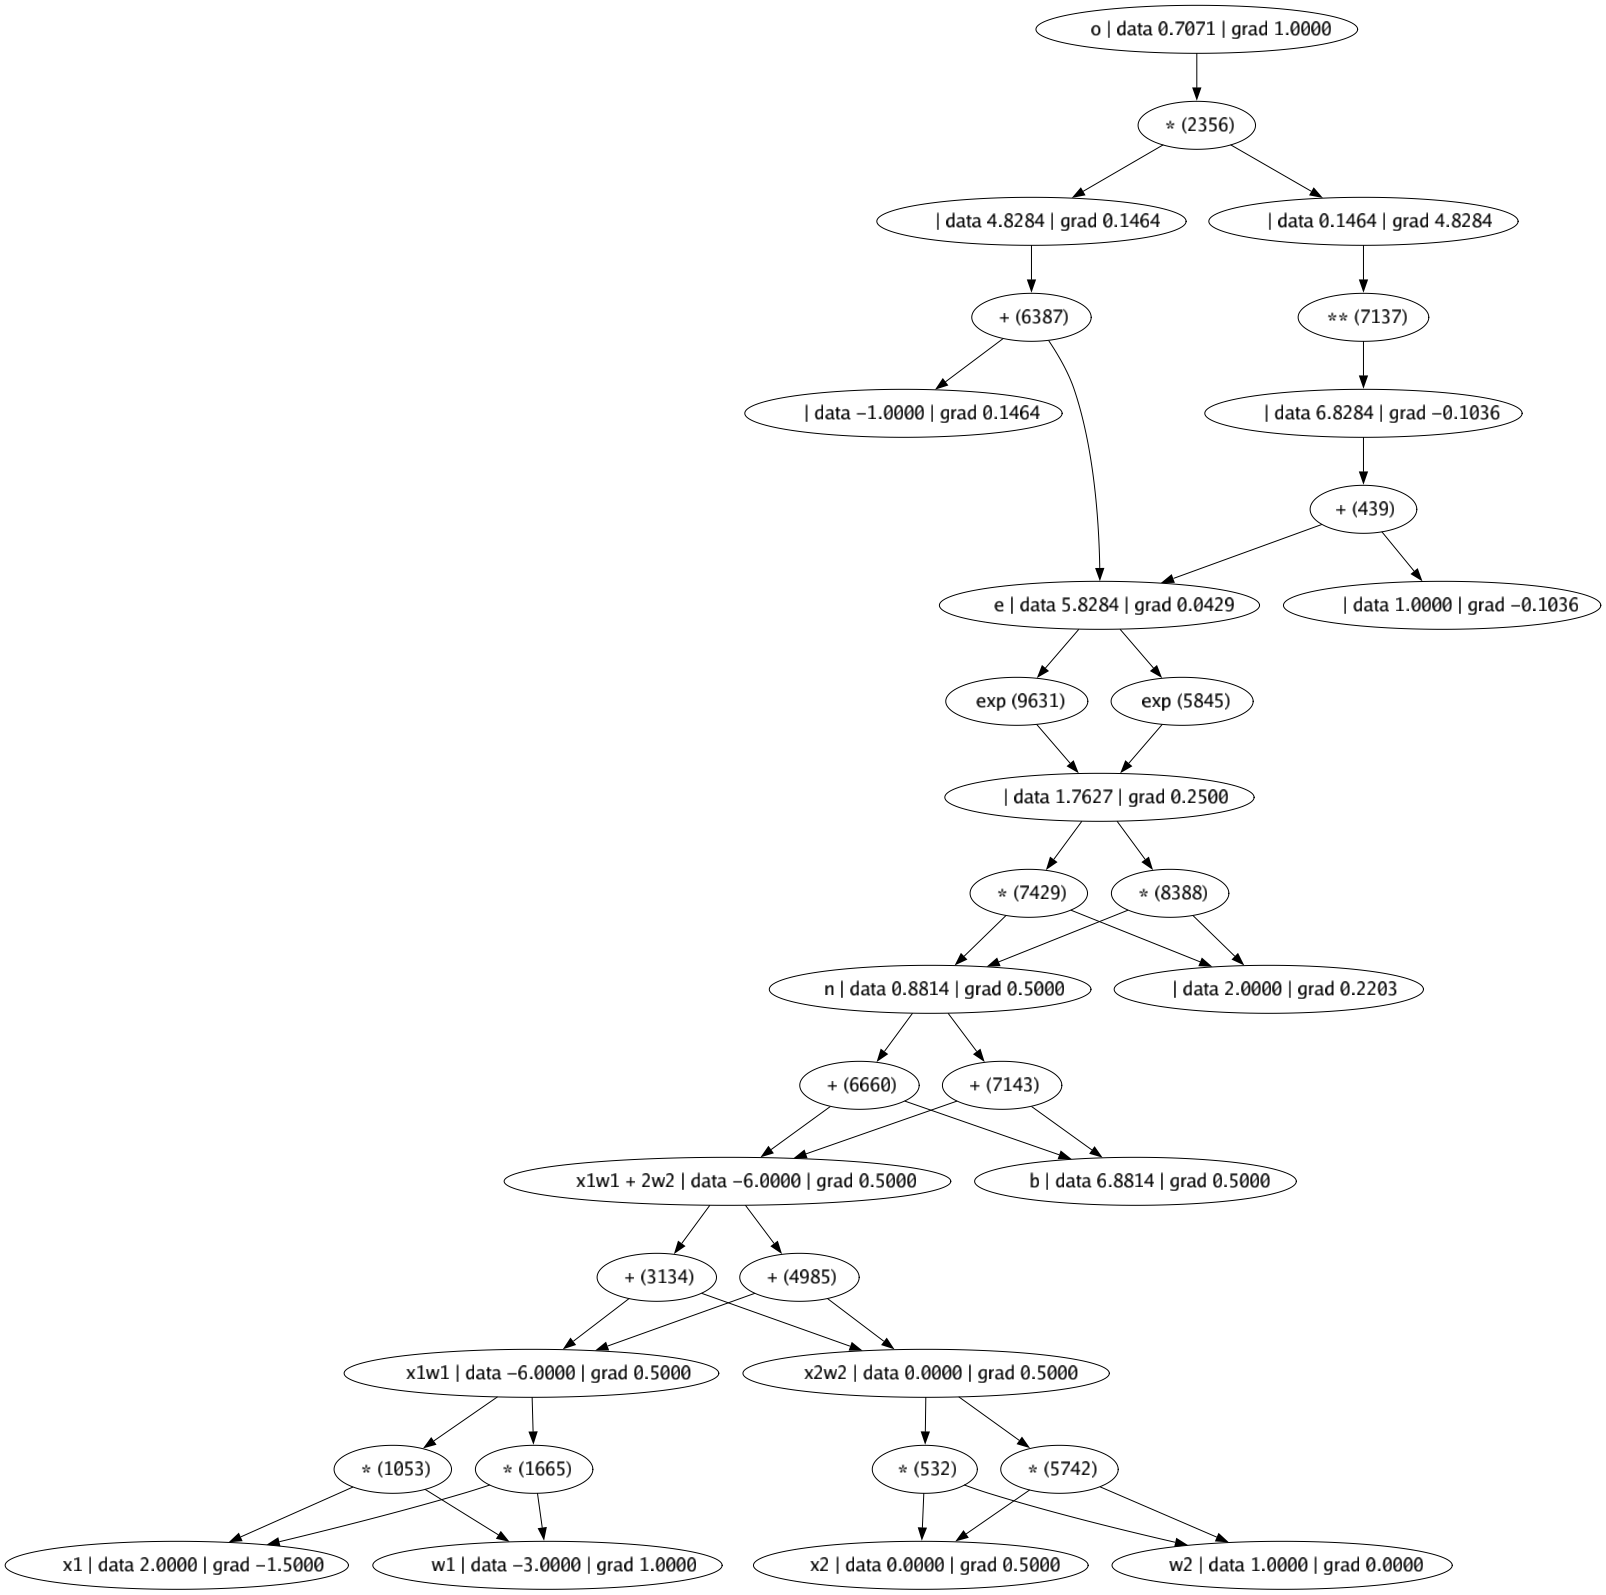 o | data 0.7071 | grad 1.0000
* (2356)
| data 4.8284 | grad 0.1464
| data 0.1464 | grad 4.8284
+ (6387)
** (7137)
| data −1.0000 | grad 0.1464
| data 6.8284 | grad −0.1036
+ (439)
e | data 5.8284 | grad 0.0429
| data 1.0000 | grad −0.1036
exp (9631)
exp (5845)
| data 1.7627 | grad 0.2500
* (7429)
* (8388)
n | data 0.8814 | grad 0.5000
| data 2.0000 | grad 0.2203
+ (6660)
+ (7143)
x1w1 + 2w2 | data −6.0000 | grad 0.5000
b | data 6.8814 | grad 0.5000
+ (3134)
+ (4985)
x1w1 | data −6.0000 | grad 0.5000
x2w2 | data 0.0000 | grad 0.5000
* (1053)
* (1665)
* (532)
* (5742)
x1 | data 2.0000 | grad −1.5000
w1 | data −3.0000 | grad 1.0000
x2 | data 0.0000 | grad 0.5000
w2 | data 1.0000 | grad 0.0000